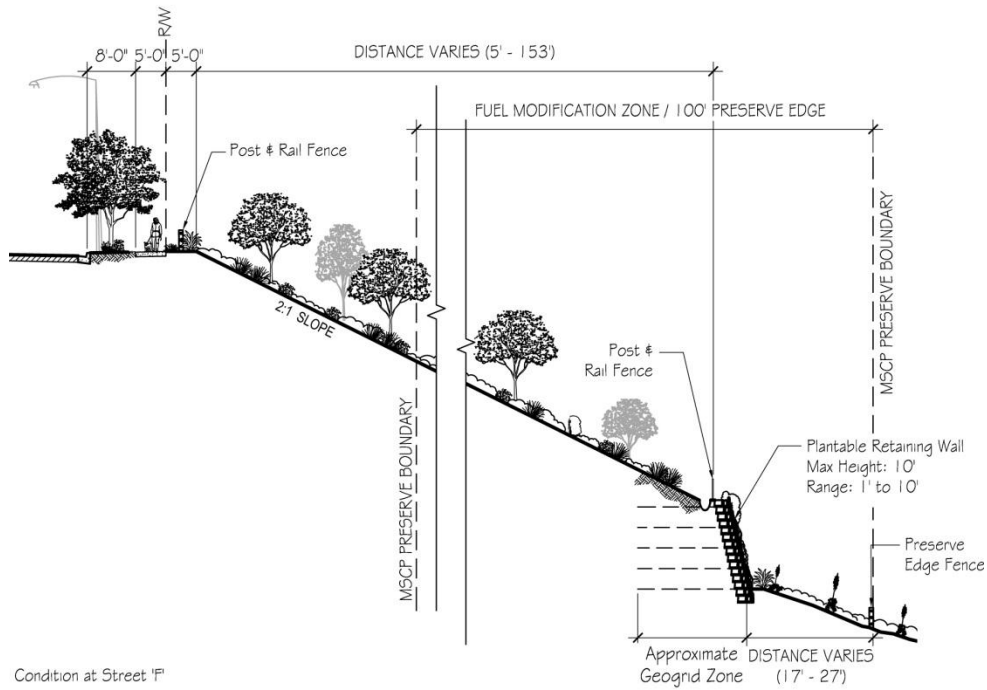 R/W
8'-0" 5'-0" 5'-0"
DISTANCE VARIES (5' - 153')
FUEL MODIFICATION ZONE / 100' PRESERVE EDGE
Post & Rail Fence
2:1 SLOPE
MSCP PRESERVE BOUNDARY
Post &
Rail Fence
MSCP PRESERVE BOUNDARY
Plantable Retaining Wall
Max Height: 10'
Range: 1' to 10'
Preserve
Edge Fence
Approximate
Geogrid Zone
DISTANCE VARIES
(17' - 27')
Condition at Street 'F'